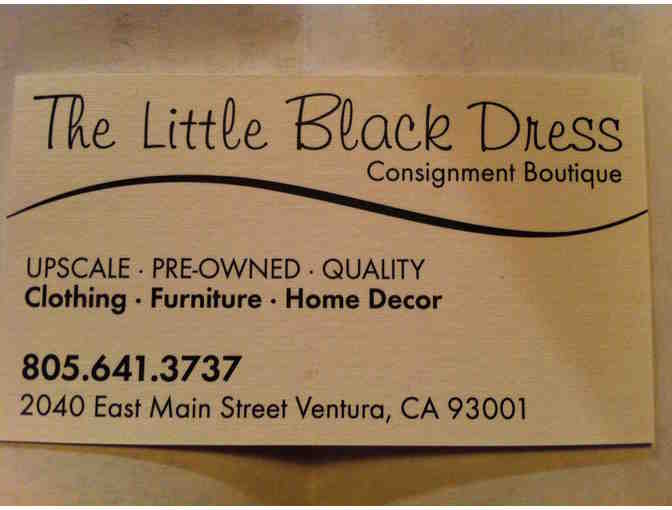 The Little Black Dress
Consignment Boutique
UPSCALE · PRE-OWNED · QUALITY
Clothing · Furniture · Home Decor
805.641.3737
2040 East Main Street Ventura, CA 93001